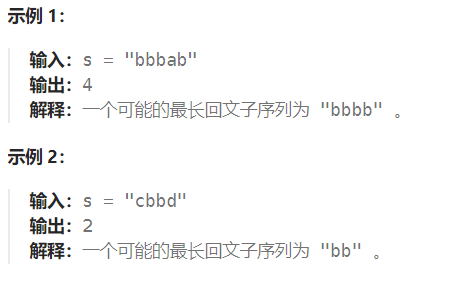 示例 1：
输入：s = "bbbab"
输出：4
解释：一个可能的最长回文子序列为 "bbbb" 。
示例 2：
输入：s = "cbbd"
输出：2
解释：一个可能的最长回文子序列为 "bb" 。